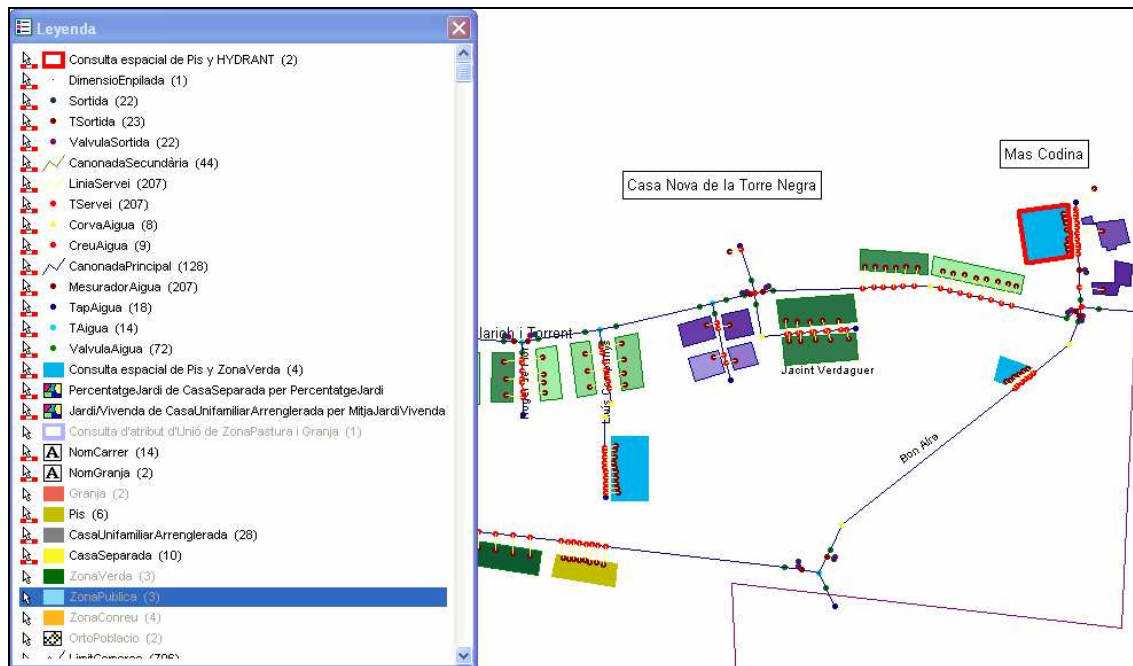 Leyenda
Consulta espacial de Pis y HYDRANT (2)
DimensioEnpilada (1)
Sortida (22)
TSortida (23)
ValvulaSortida (22)
CanonadaSecundària (44)
LiniaServei (207)
TServei (207)
CorvaAigua (8)
CreuAigua (9)
CanonadaPrincipal (128)
MesuradorAigua (207)
TapAigua (18)
TAigua (14)
ValvulaAigua (72)
Consulta espacial de Pis y ZonaVerda (4)
PercentatgeJardi de CasaSeparada per PercentatgeJardi
Jardi/Vivenda de CasaUnifamiliarArrenglerada per MitjaJardiVivenda
Consulta d'atribut d'Unió de ZonaPastura i Granja (1)
A NomCarrer (14)
A NomGranja (2)
Granja (2)
Pis (6)
CasaUnifamiliarArrenglerada (28)
CasaSeparada (10)
ZonaVerda (3)
ZonaPublica (3)
ZonaConreu (4)
OrtoPoblacio (2)
Mas Codina
Casa Nova de la Torre Negra
i Torrent
Jacint Verdaguer
Bon Aire